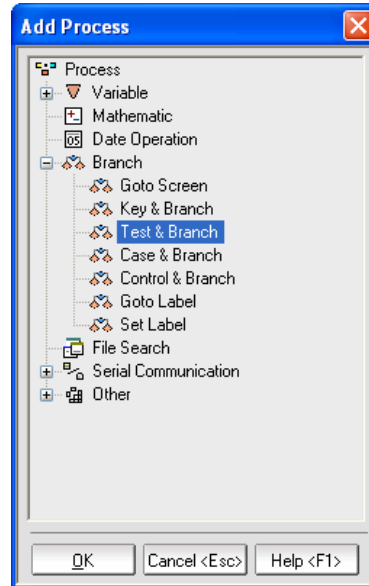 Add Process
Process
Variable
Mathematic
05 Date Operation
Branch
Goto Screen
Key & Branch
Test & Branch
Case & Branch
Control & Branch
Goto Label
Set Label
File Search
Serial Communication
Other
OK Cancel <Esc> Help <F1>